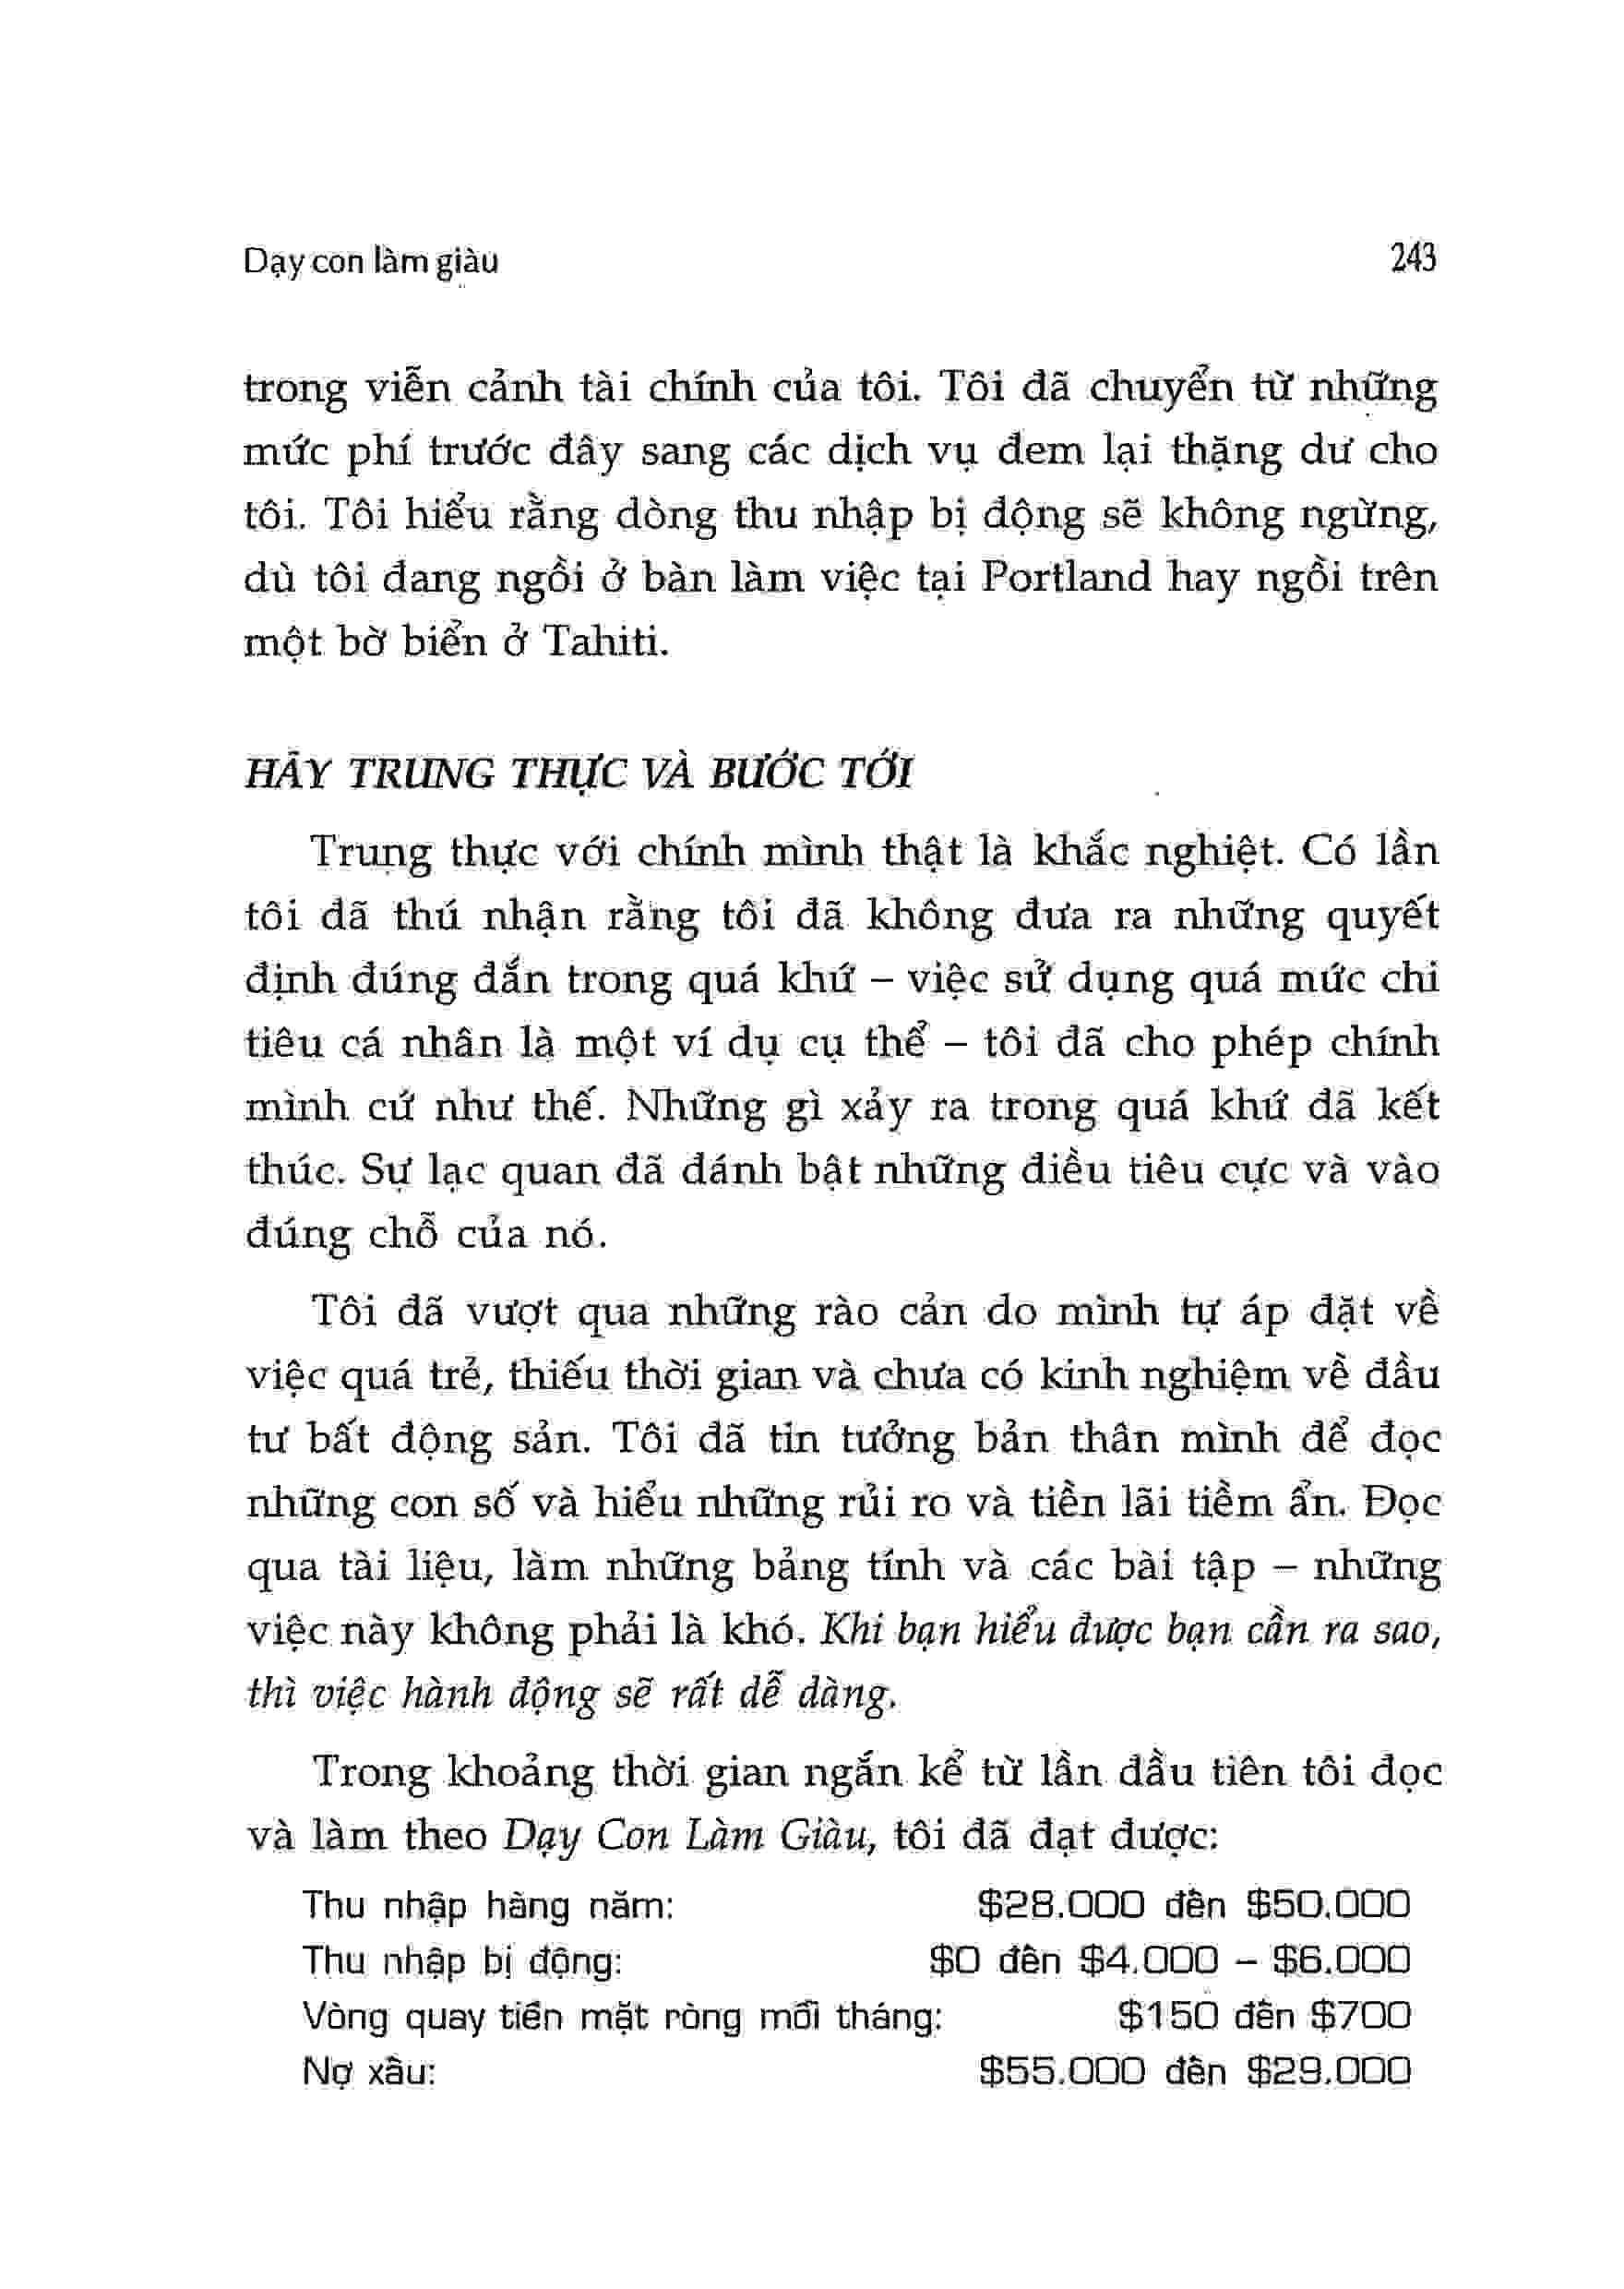 Dạy con làm giàu 243
trong viễn cảnh tài chính của tôi. Tôi đã chuyển từ những
mức phí trước đây sang các dịch vụ đem lại thặng dư cho
tôi. Tôi hiểu rằng dòng thu nhập bị động sẽ không ngừng,
dù tôi đang ngồi ở bàn làm việc tại Portland hay ngồi trên
một bờ biển ở Tahiti.
HÃY TRUNG THỰC VÀ BƯỚC TỚI
Trung thực với chính mình thật là khắc nghiệt. Có lần
tôi đã thú nhận rằng tôi đã không đưa ra những quyết
định đúng đắn trong quá khứ – việc sử dụng quá mức chi
tiêu cá nhân là một ví dụ cụ thể – tôi đã cho phép chính
mình cứ như thế. Những gì xảy ra trong quá khứ đã kết
thúc. Sự lạc quan đã đánh bật những điều tiêu cực và vào
đúng chỗ của nó.
Tôi đã vượt qua những rào cản do mình tự áp đặt về
việc quá trẻ, thiếu thời gian và chưa có kinh nghiệm về đầu
tư bất động sản. Tôi đã tin tưởng bản thân mình để đọc
những con số và hiểu những rủi ro và tiền lãi tiềm ẩn. Đọc
qua tài liệu, làm những bảng tính và các bài tập – những
việc này không phải là khó. Khi bạn hiểu được bạn cần ra sao,
thì việc hành động sẽ rất dễ dàng.
Trong khoảng thời gian ngắn kể từ lần đầu tiên tôi đọc
và làm theo Dạy Con Làm Giàu, tôi đã đạt được:
Thu nhập hàng năm: $28.000 đến $50.000
Thu nhập bị động: $0 đến $4.000 – $6.000
Vòng quay tiền mặt ròng mỗi tháng: $150 đến $700
Nợ xấu: $55.000 đến $29.000